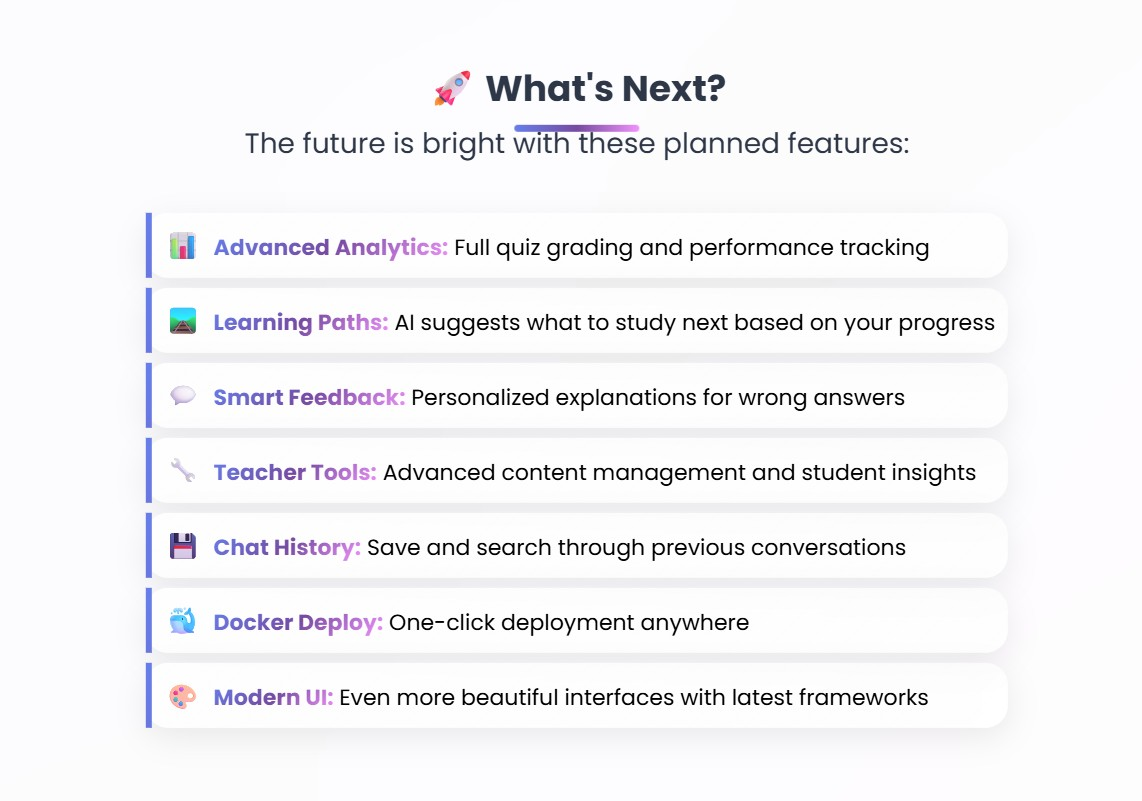 🚀 What's Next?
The future is bright with these planned features:
📊 Advanced Analytics: Full quiz grading and performance tracking
🛤️ Learning Paths: AI suggests what to study next based on your progress
💬 Smart Feedback: Personalized explanations for wrong answers
🔧 Teacher Tools: Advanced content management and student insights
💾 Chat History: Save and search through previous conversations
🐳 Docker Deploy: One-click deployment anywhere
🎨 Modern UI: Even more beautiful interfaces with latest frameworks